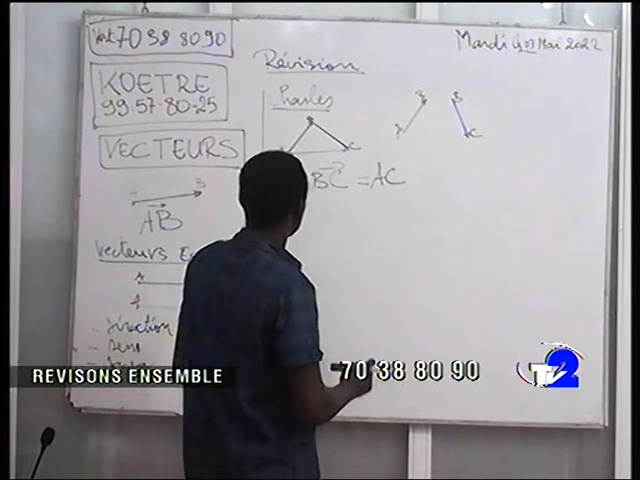 70 38 80 90
Mardi 03 Mai 2022
Révision
KOETRE
99-57-80-25
Charles
B
C
B
A
B
C
VECTEURS
BC = AC
A
B
AB
Vecteurs
A
- Direction
- Sens
REVISONS ENSEMBLE
70 38 80 90
TV2